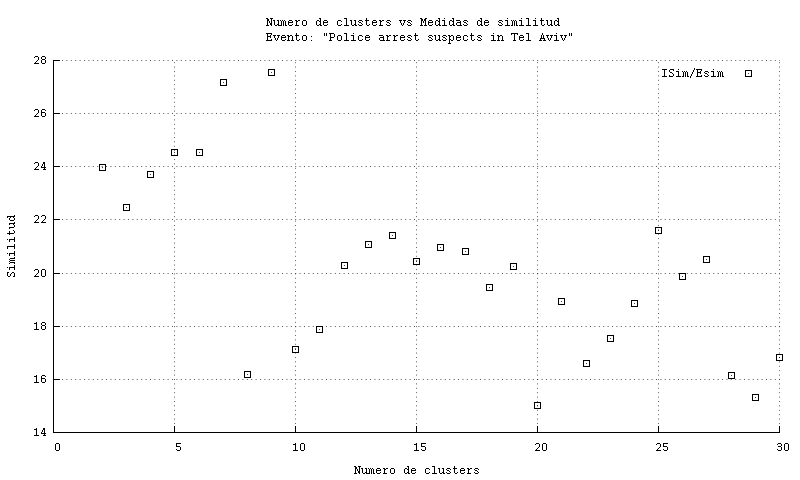 Numero de clusters vs Medidas de similitud
Evento: "Police arrest suspects in Tel Aviv"
28
ISim/Esim
26
24
22
Similitud
20
18
16
14
0 5 10 15 20 25 30
Numero de clusters